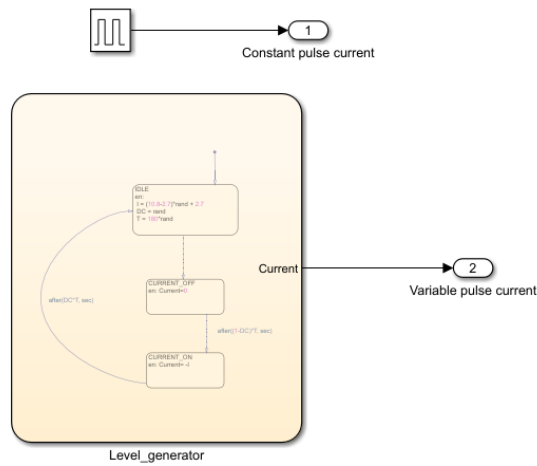 1
Constant pulse current
IDLE
en:
I = (10.8-2.7)*rand + 2.7
DC = rand
T = 180*rand
Current
2
Variable pulse current
CURRENT_OFF
en: Current=0
after(DC*T, sec)
after((1-DC)*T, sec)
CURRENT_ON
en: Current= -I
Level_generator